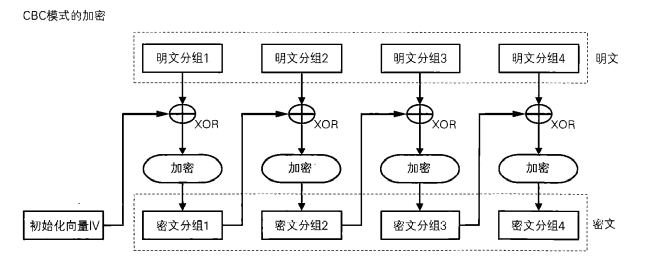 CBC模式的加密
明文分组1 明文分组2 明文分组3 明文分组4 明文
XOR XOR XOR XOR
加密 加密 加密 加密
初始化向量IV 密文分组1 密文分组2 密文分组3 密文分组4 密文